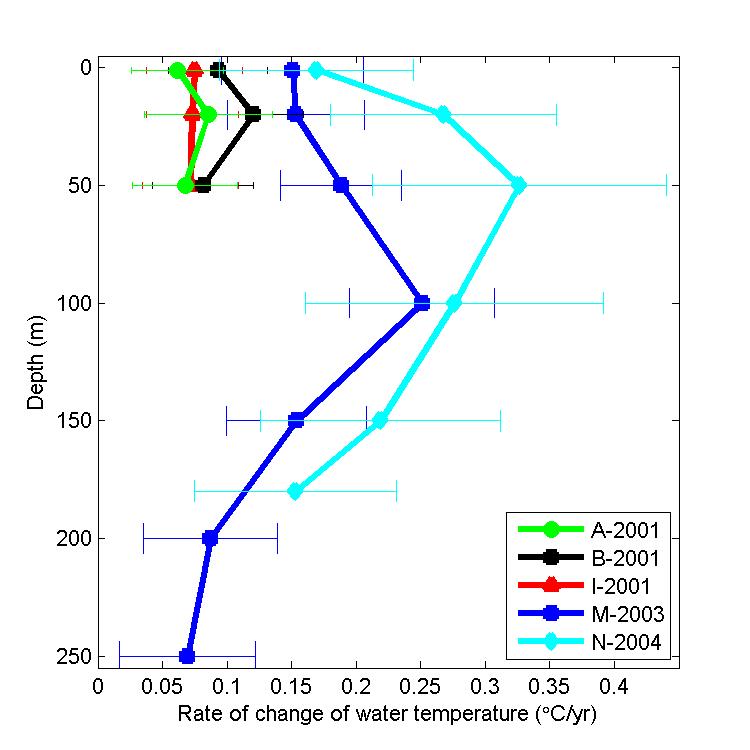 0
50
100
150
200
250
Depth (m)
0 0.05 0.1 0.15 0.2 0.25 0.3 0.35 0.4
Rate of change of water temperature (°C/yr)
A-2001
B-2001
I-2001
M-2003
N-2004